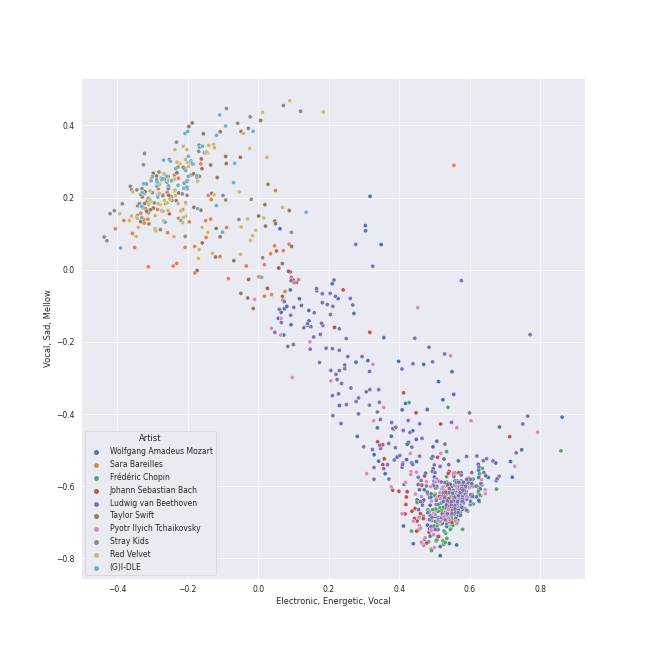 0.4
0.2
0.0
−0.2
−0.4
−0.6
−0.8
Vocal, Sad, Mellow
Artist
Wolfgang Amadeus Mozart
Sara Bareilles
Frédéric Chopin
Johann Sebastian Bach
Ludwig van Beethoven
Taylor Swift
Pyotr Ilyich Tchaikovsky
Stray Kids
Red Velvet
(G)I-DLE
−0.4 −0.2 0.0 0.2 0.4 0.6 0.8
Electronic, Energetic, Vocal